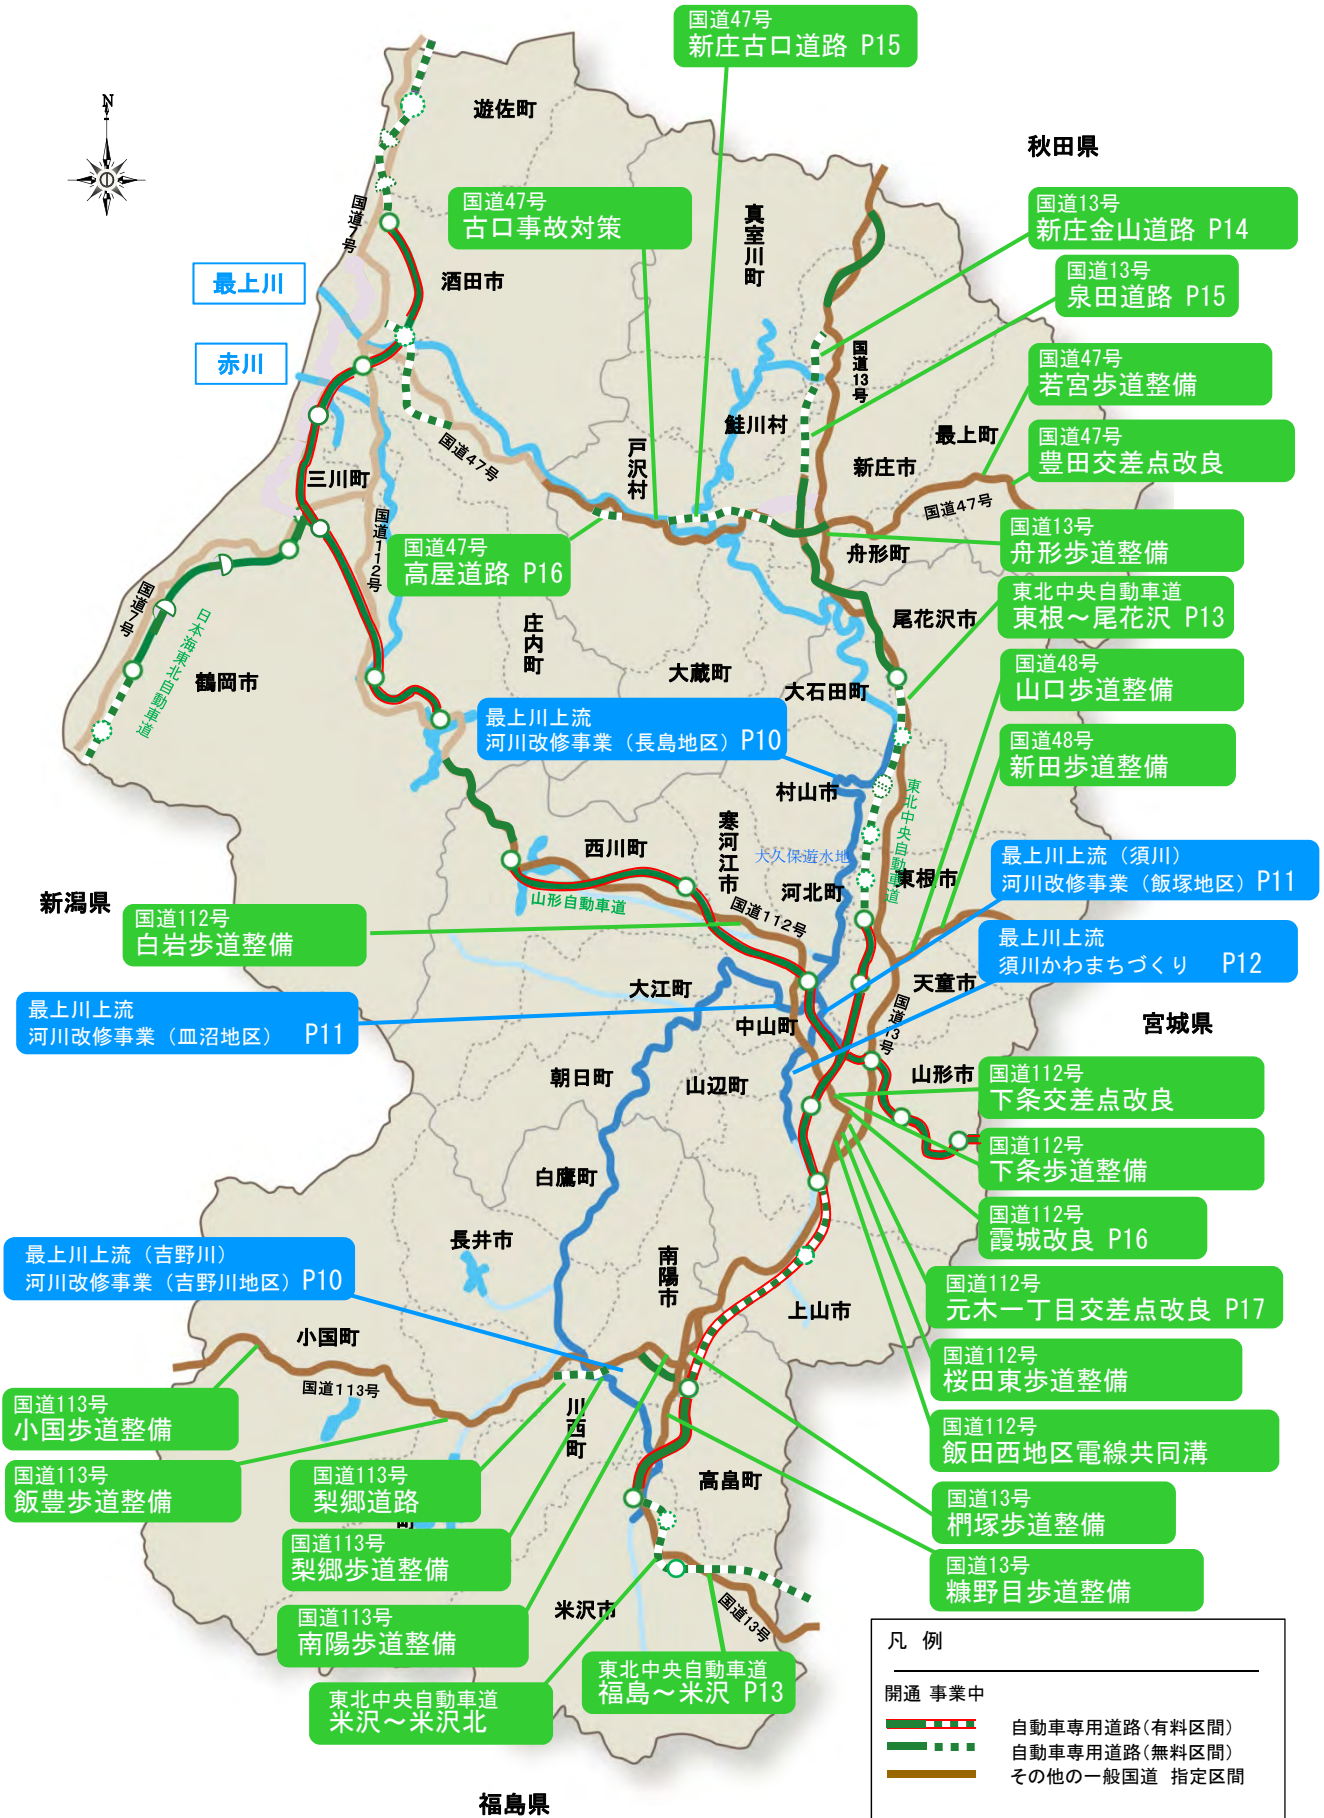 国道47号
新庄古口道路 P15
N
遊佐町
秋田県
国道7号
国道47号
古口事故対策
真室川町
国道13号
新庄金山道路 P14
最上川
酒田市
国道13号
泉田道路 P15
赤川
国道13号
国道47号
若宮歩道整備
鮭川村
最上町
国道47号
豊田交差点改良
国道47号
戸沢村
新庄市
三川町
国道47号
国道112号
国道13号
舟形歩道整備
国道47号
高屋道路 P16
舟形町
国道7号
日本海東北自動車道
東北中央自動車道
東根～尾花沢 P13
庄内町
尾花沢市
大蔵町
鶴岡市
大石田町
国道48号
山口歩道整備
最上川上流
河川改修事業（長島地区）P10
国道48号
新田歩道整備
村山市
東北中央自動車道
寒河江市
西川町
大久保遊水地
最上川上流（須川）
河川改修事業（飯塚地区）P11
東根市
河北町
新潟県
山形自動車道
国道112号
国道112号
白岩歩道整備
最上川上流
須川かわまちづくり P12
大江町
天童市
最上川上流
河川改修事業（皿沼地区） P11
中山町
国道13号
宮城県
朝日町
山辺町
山形市
国道112号
下条交差点改良
国道112号
下条歩道整備
白鷹町
国道112号
霞城改良 P16
長井市
最上川上流（吉野川）
河川改修事業（吉野川地区）P10
南陽市
国道112号
元木一丁目交差点改良 P17
上山市
小国町
国道112号
桜田東歩道整備
国道113号
国道113号
小国歩道整備
川西町
国道112号
飯田西地区電線共同溝
国道113号
飯豊歩道整備
国道113号
梨郷道路
高畠町
国道13号
椚塚歩道整備
町
国道113号
梨郷歩道整備
国道13号
糠野目歩道整備
国道113号
南陽歩道整備
米沢市
国道13号
東北中央自動車道
福島～米沢 P13
東北中央自動車道
米沢～米沢北
凡 例
開通 事業中
自動車専用道路（有料区間）
自動車専用道路（無料区間）
その他の一般国道 指定区間
福島県